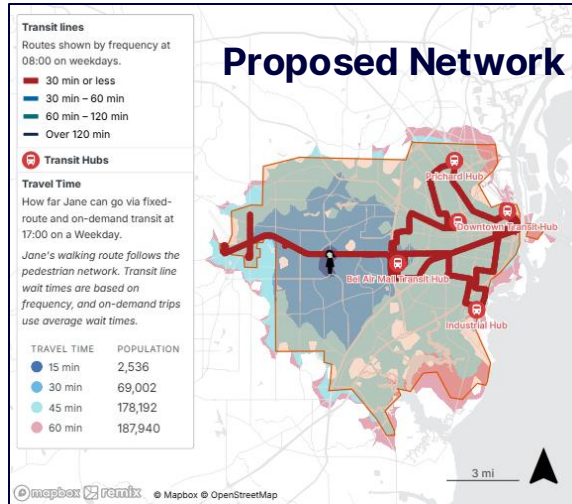 Proposed Network
Transit lines
Routes shown by frequency at
08:00 on weekdays.
30 min or less
30 min – 60 min
60 min – 120 min
Over 120 min
Transit Hubs
Travel Time
How far Jane can go via fixed-
route and on-demand transit at
17:00 on a Weekday.
Jane's walking route follows the
pedestrian network. Transit line
wait times are based on
frequency, and on-demand trips
use average wait times.
TRAVEL TIME POPULATION
15 min 2,536
30 min 69,002
45 min 178,192
60 min 187,940
Prichard Hub
Downtown Transit Hub
Bel Air Mall Transit Hub
Industrial Hub
3 mi
mapbox remix © Mapbox © OpenStreetMap